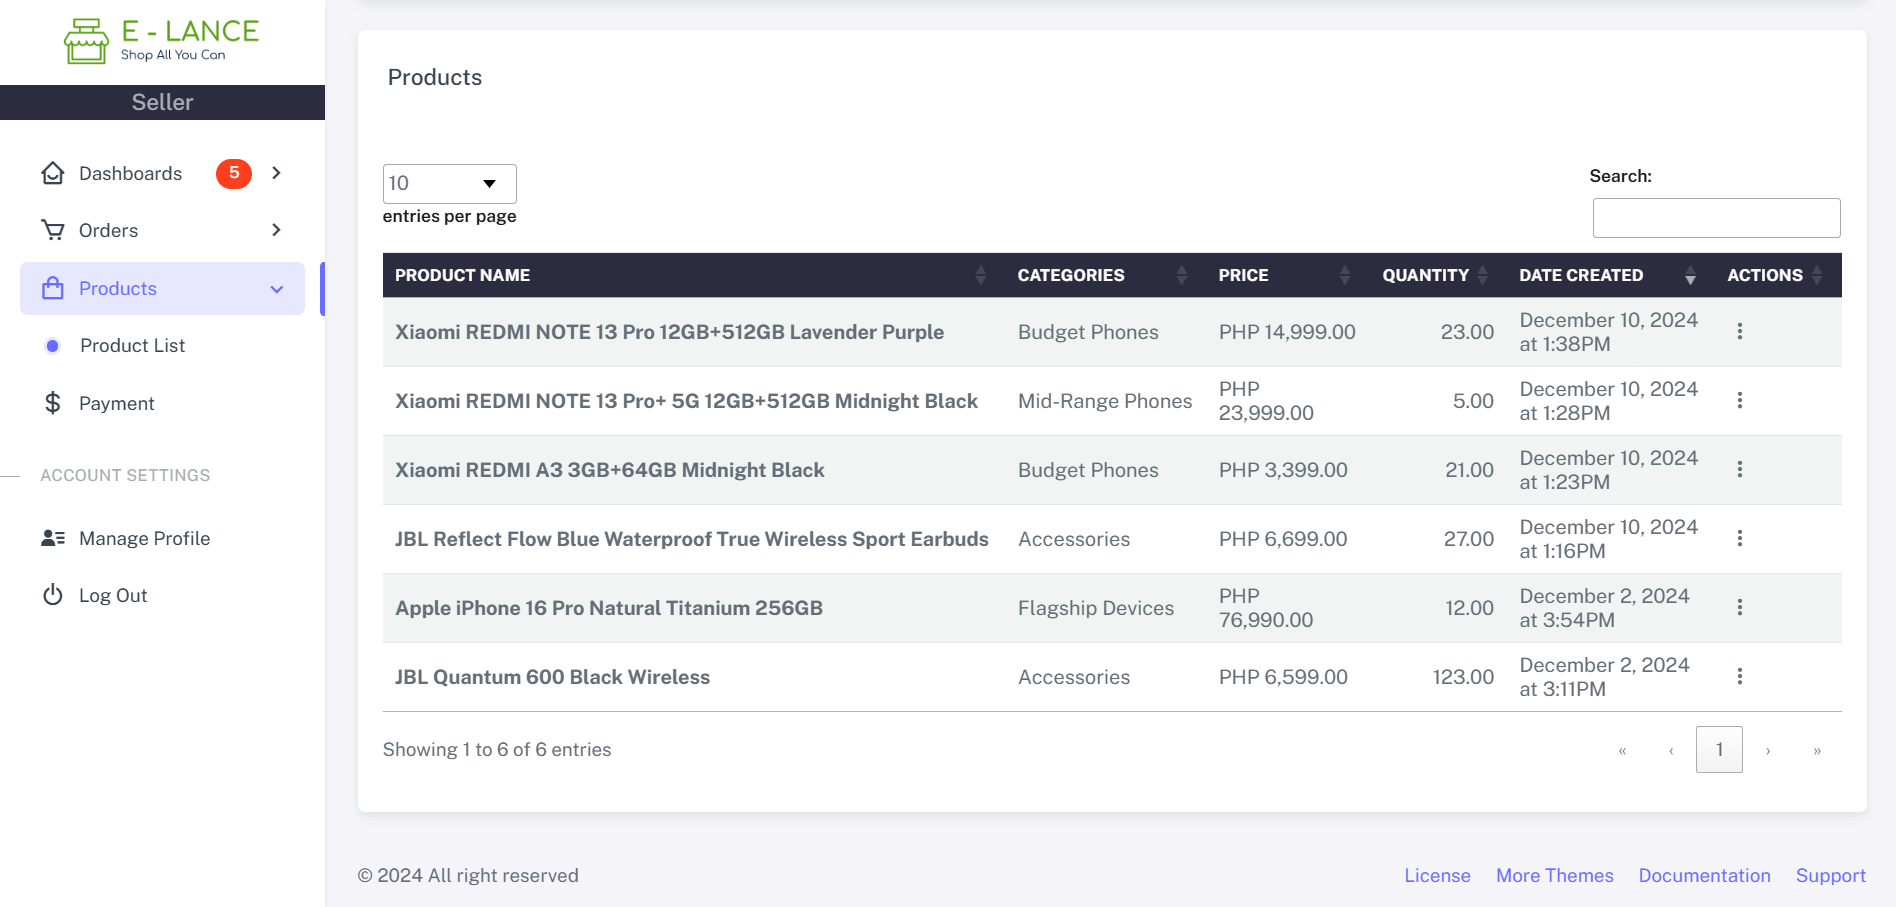 E - LANCE
Shop All You Can
Seller
Dashboards 5
Orders
Products
Product List
Payment
ACCOUNT SETTINGS
Manage Profile
Log Out
Products
10
entries per page
Search:
PRODUCT NAME CATEGORIES PRICE QUANTITY DATE CREATED ACTIONS
Xiaomi REDMI NOTE 13 Pro 12GB+512GB Lavender Purple Budget Phones PHP 14,999.00 23.00 December 10, 2024
at 1:38PM
Xiaomi REDMI NOTE 13 Pro+ 5G 12GB+512GB Midnight Black Mid-Range Phones PHP
23,999.00 5.00 December 10, 2024
at 1:28PM
Xiaomi REDMI A3 3GB+64GB Midnight Black Budget Phones PHP 3,399.00 21.00 December 10, 2024
at 1:23PM
JBL Reflect Flow Blue Waterproof True Wireless Sport Earbuds Accessories PHP 6,699.00 27.00 December 10, 2024
at 1:16PM
Apple iPhone 16 Pro Natural Titanium 256GB Flagship Devices PHP
76,990.00 12.00 December 2, 2024
at 3:54PM
JBL Quantum 600 Black Wireless Accessories PHP 6,599.00 123.00 December 2, 2024
at 3:11PM
Showing 1 to 6 of 6 entries
« ‹ 1 › »
© 2024 All right reserved
License More Themes Documentation Support